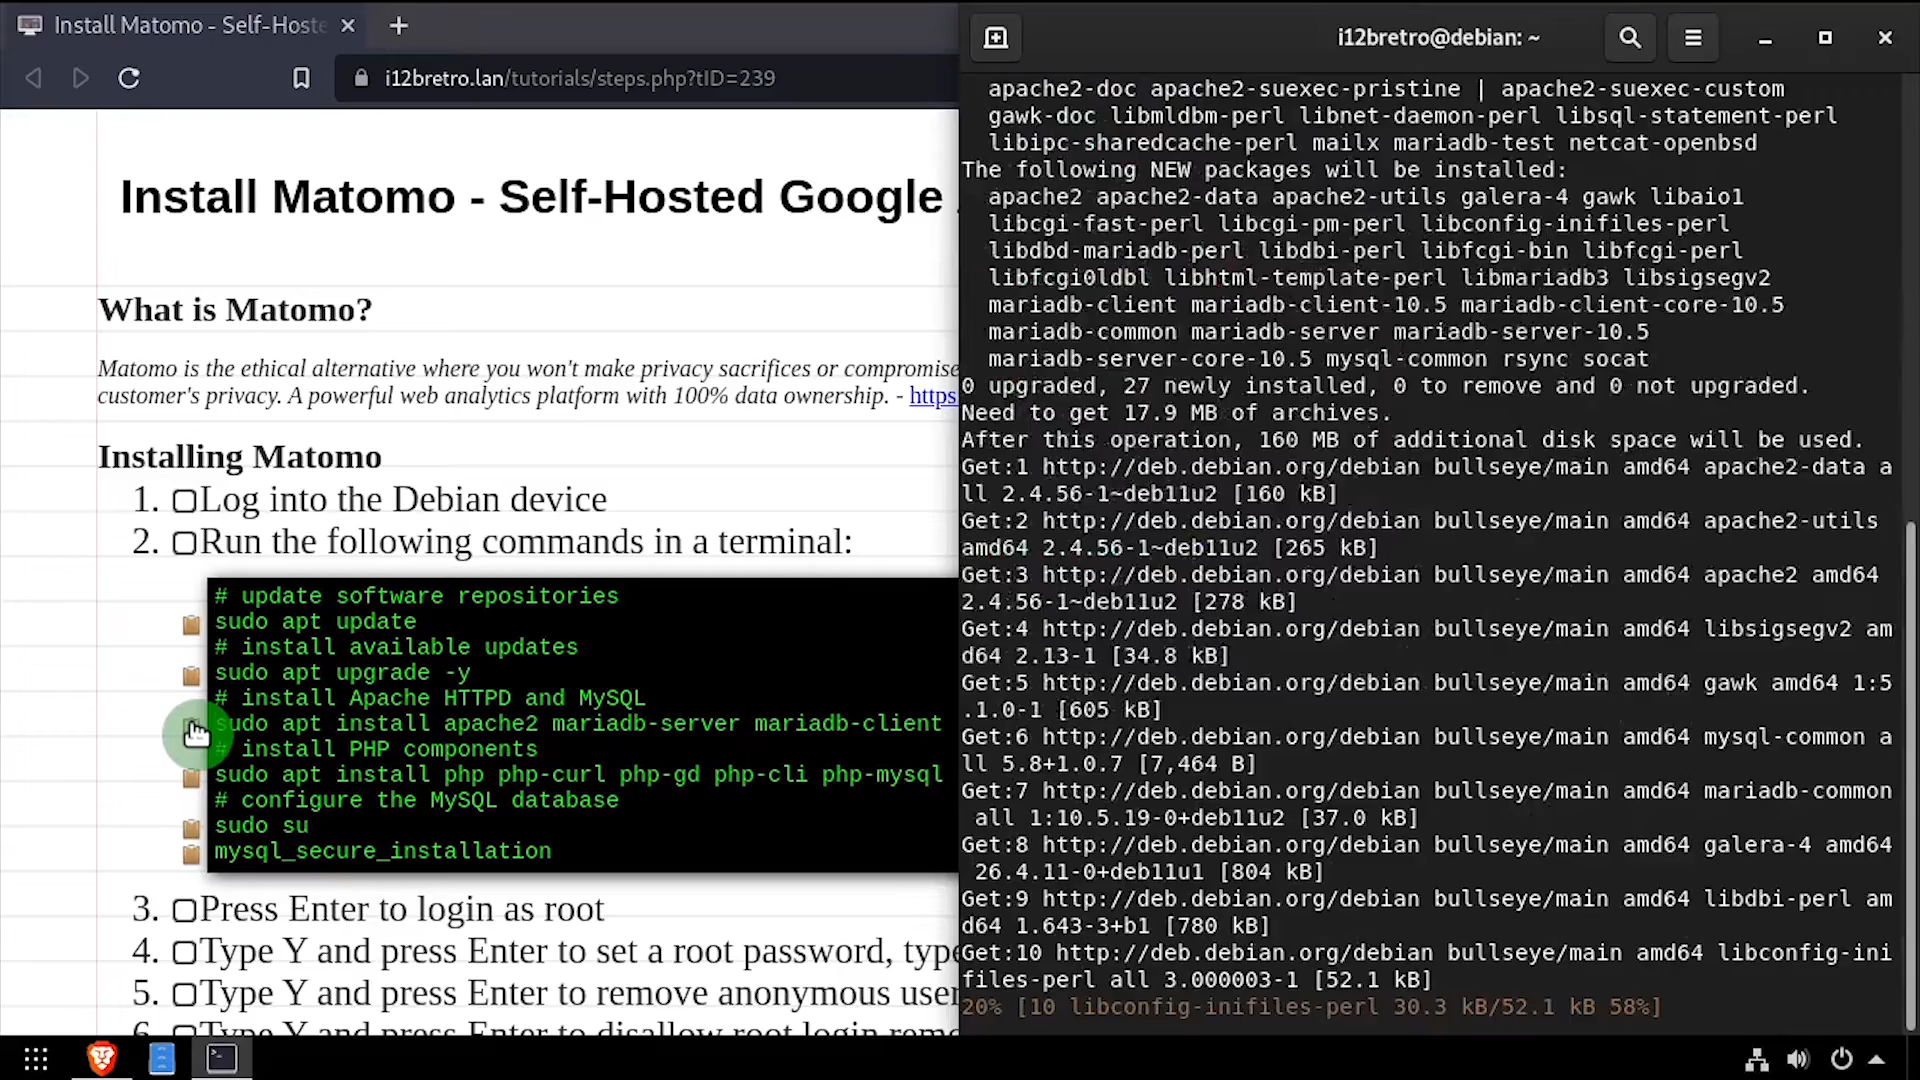 Install Matomo - Self-Hoste
i12bretro.lan/tutorials/steps.php?tID=239
Install Matomo - Self-Hosted Google
What is Matomo?
Matomo is the ethical alternative where you won't make privacy sacrifices or compromise
customer's privacy. A powerful web analytics platform with 100% data ownership. - https:
Installing Matomo
1. Log into the Debian device
2. Run the following commands in a terminal:
# update software repositories
sudo apt update
# install available updates
sudo apt upgrade -y
# install Apache HTTPD and MySQL
sudo apt install apache2 mariadb-server mariadb-client
# install PHP components
sudo apt install php php-curl php-gd php-cli php-mysql
# configure the MySQL database
sudo su
mysql_secure_installation
3. Press Enter to login as root
4. Type Y and press Enter to set a root password, type
5. Type Y and press Enter to remove anonymous user
6. Type Y and press Enter to disallow root login remo
i12bretro@debian: ~
apache2-doc apache2-suexec-pristine | apache2-suexec-custom
gawk-doc libmldbm-perl libnet-daemon-perl libsql-statement-perl
libipc-sharedcache-perl mailx mariadb-test netcat-openbsd
The following NEW packages will be installed:
apache2 apache2-data apache2-utils galera-4 gawk libaio1
libcgi-fast-perl libcgi-pm-perl libconfig-inifiles-perl
libdbd-mariadb-perl libdbi-perl libfcgi-bin libfcgi-perl
libfcgi0ldbl libhtml-template-perl libmariadb3 libsigsegv2
mariadb-client mariadb-client-10.5 mariadb-client-core-10.5
mariadb-common mariadb-server mariadb-server-10.5
mariadb-server-core-10.5 mysql-common rsync socat
0 upgraded, 27 newly installed, 0 to remove and 0 not upgraded.
Need to get 17.9 MB of archives.
After this operation, 160 MB of additional disk space will be used.
Get:1 http://deb.debian.org/debian bullseye/main amd64 apache2-data a
ll 2.4.56-1~deb11u2 [160 kB]
Get:2 http://deb.debian.org/debian bullseye/main amd64 apache2-utils
amd64 2.4.56-1~deb11u2 [265 kB]
Get:3 http://deb.debian.org/debian bullseye/main amd64 apache2 amd64
2.4.56-1~deb11u2 [278 kB]
Get:4 http://deb.debian.org/debian bullseye/main amd64 libsigsegv2 am
d64 2.13-1 [34.8 kB]
Get:5 http://deb.debian.org/debian bullseye/main amd64 gawk amd64 1:5
.1.0-1 [605 kB]
Get:6 http://deb.debian.org/debian bullseye/main amd64 mysql-common a
ll 5.8+1.0.7 [7,464 B]
Get:7 http://deb.debian.org/debian bullseye/main amd64 mariadb-common
all 1:10.5.19-0+deb11u2 [37.0 kB]
Get:8 http://deb.debian.org/debian bullseye/main amd64 galera-4 amd64
26.4.11-0+deb11u1 [804 kB]
Get:9 http://deb.debian.org/debian bullseye/main amd64 libdbi-perl am
d64 1.643-3+b1 [780 kB]
Get:10 http://deb.debian.org/debian bullseye/main amd64 libconfig-ini
files-perl all 3.000003-1 [52.1 kB]
20% [10 libconfig-inifiles-perl 30.3 kB/52.1 kB 58%]